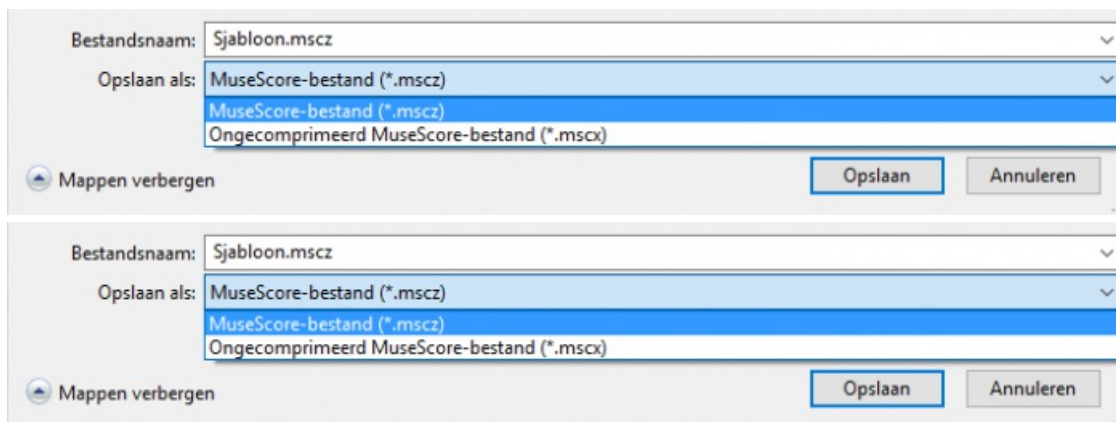 Bestandsnaam: Sjabloon.mscz
Opslaan als: MuseScore-bestand (*.mscz)
MuseScore-bestand (*.mscz)
Ongecomprimeerd MuseScore-bestand (*.mscx)
Mappen verbergen Opslaan Annuleren
Bestandsnaam: Sjabloon.mscz
Opslaan als: MuseScore-bestand (*.mscz)
MuseScore-bestand (*.mscz)
Ongecomprimeerd MuseScore-bestand (*.mscx)
Mappen verbergen Opslaan Annuleren